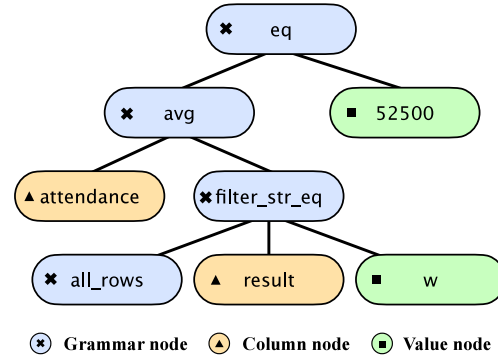 eq
avg 52500
attendance filter_str_eq
all_rows result w
Grammar node Column node Value node